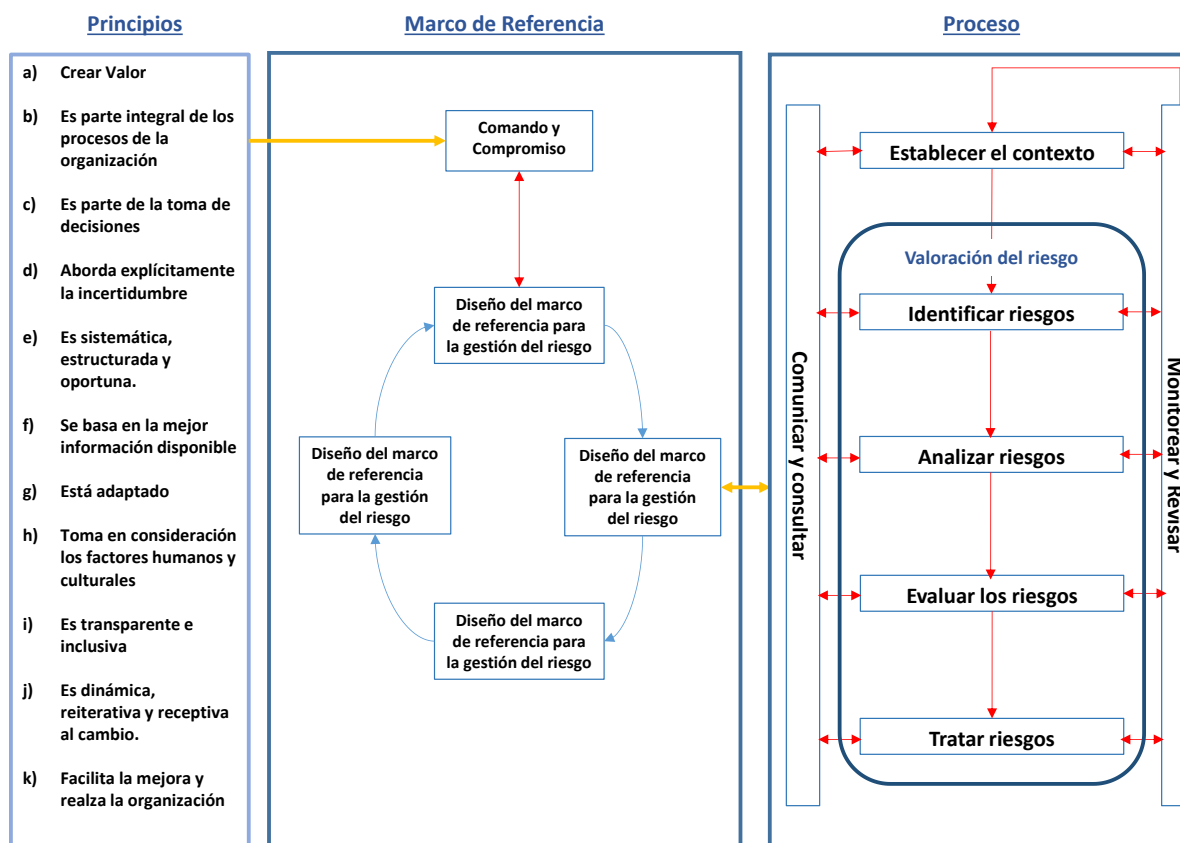 Principios
a) Crear Valor
b) Es parte integral de los
procesos de la
organización
c) Es parte de la toma de
decisiones
d) Aborda explícitamente
la incertidumbre
e) Es sistemática,
estructurada y
oportuna.
f) Se basa en la mejor
información disponible
g) Está adaptado
h) Toma en consideración
los factores humanos y
culturales
i) Es transparente e
inclusiva
j) Es dinámica,
reiterativa y receptiva
al cambio.
k) Facilita la mejora y
realza la organización
Marco de Referencia
Comando y
Compromiso
Diseño del marco
de referencia para
la gestión del riesgo
Diseño del marco
de referencia
para la gestión
del riesgo
Diseño del marco
de referencia
para la gestión
del riesgo
Diseño del marco
de referencia para
la gestión del riesgo
Proceso
Comunicar y consultar
Establecer el contexto
Valoración del riesgo
Identificar riesgos
Analizar riesgos
Evaluar los riesgos
Tratar riesgos
Monitorear y Revisar